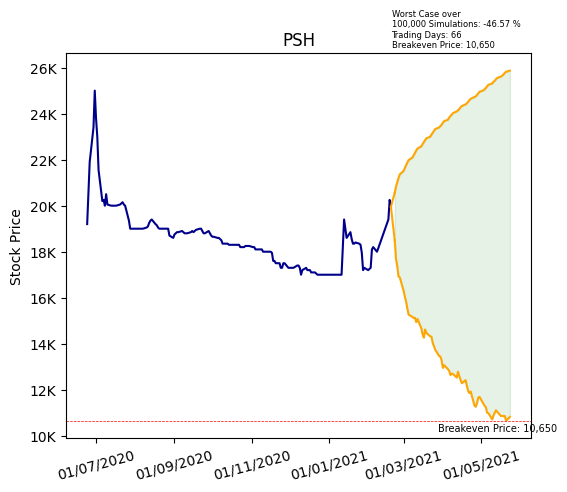 Worst Case over
100,000 Simulations: -46.57 %
Trading Days: 66
Breakeven Price: 10,650
PSH
Stock Price
26K
24K
22K
20K
18K
16K
14K
12K
10K
Breakeven Price: 10,650
01/07/2020
01/09/2020
01/11/2020
01/01/2021
01/03/2021
01/05/2021